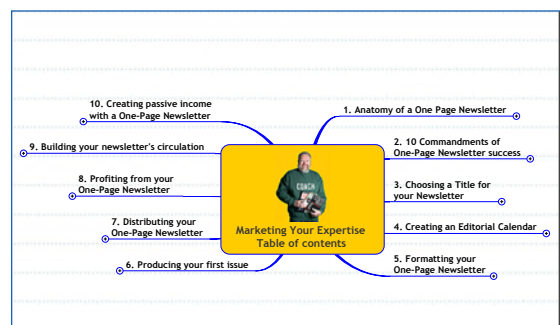 10. Creating passive income
with a One-Page Newsletter
9. Building your newsletter's circulation
8. Profiting from your
One-Page Newsletter
7. Distributing your
One-Page Newsletter
6. Producing your first issue
COACH
Marketing Your Expertise
Table of contents
1. Anatomy of a One Page Newsletter
2. 10 Commandments of
One-Page Newsletter success
3. Choosing a Title for
your Newsletter
4. Creating an Editorial Calendar
5. Formatting your
One-Page Newsletter